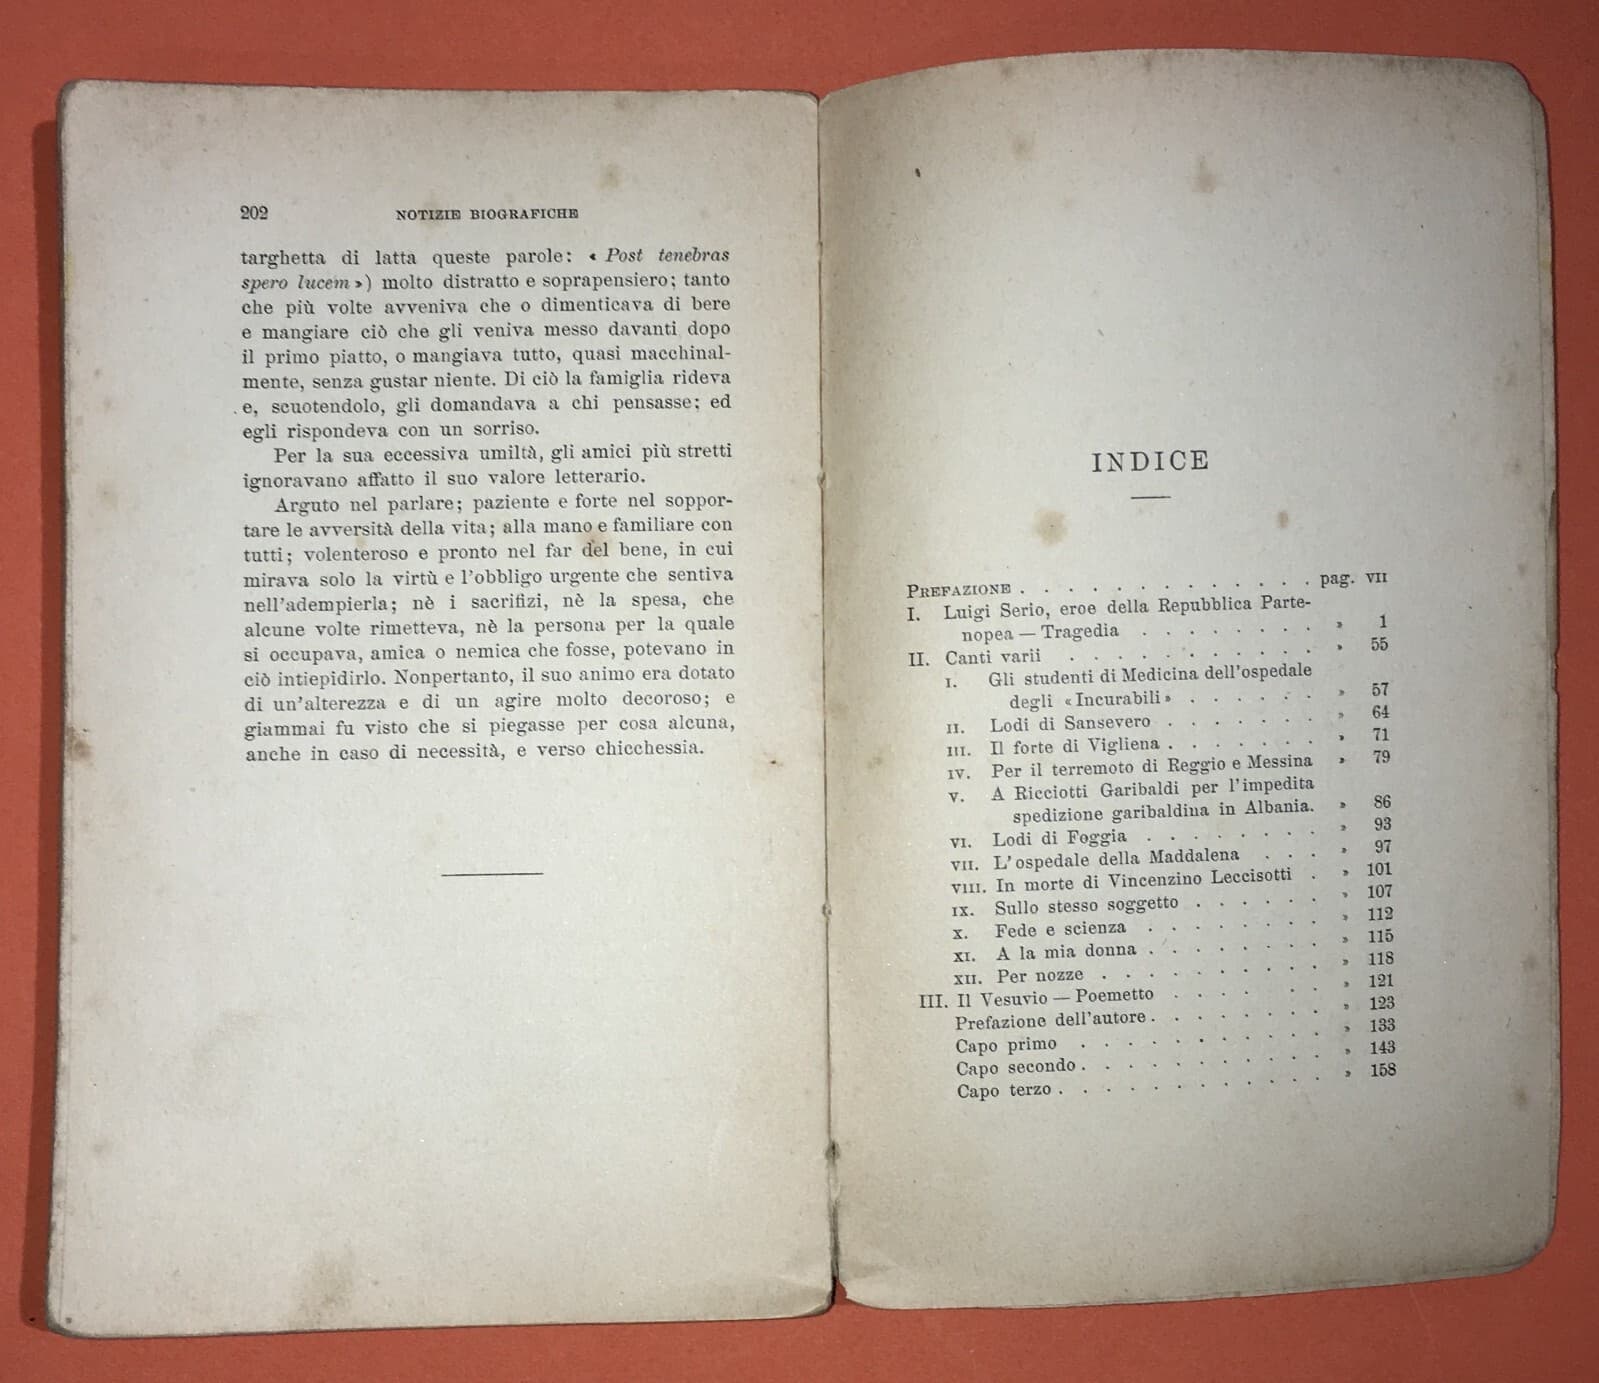 202 NOTIZIE BIOGRAFICHE
targhetta di latta queste parole: « Post tenebras
spero lucem ») molto distratto e soprapensiero; tanto
che più volte avveniva che o dimenticava di bere
e mangiare ciò che gli veniva messo davanti dopo
il primo piatto, o mangiava tutto, quasi macchinal-
mente, senza gustar niente. Di ciò la famiglia rideva
e, scuotendolo, gli domandava a chi pensasse; ed
egli rispondeva con un sorriso.
Per la sua eccessiva umiltà, gli amici più stretti
ignoravano affatto il suo valore letterario.
Arguto nel parlare; paziente e forte nel soppor-
tare le avversità della vita; alla mano e familiare con
tutti; volenteroso e pronto nel far del bene, in cui
mirava solo la virtù e l'obbligo urgente che sentiva
nell'adempierla; nè i sacrifizi, nè la spesa, che
alcune volte rimetteva, nè la persona per la quale
si occupava, amica o nemica che fosse, potevano in
ciò intiepidirlo. Nonpertanto, il suo animo era dotato
di un'alterezza e di un agire molto decoroso; e
giammai fu visto che si piegasse per cosa alcuna,
anche in caso di necessità, e verso chicchessia.
INDICE
PREFAZIONE . . . . . . . . . . . . . pag. VII
I. Luigi Serio, eroe della Repubblica Parte-
nopea — Tragedia . . . . . . . . » 1
II. Canti varii . . . . . . . . . . . » 55
I. Gli studenti di Medicina dell'ospedale
degli «Incurabili» . . . . . . » 57
II. Lodi di Sansevero . . . . . . . » 64
III. Il forte di Vigliena . . . . . . . » 71
IV. Per il terremoto di Reggio e Messina » 79
V. A Ricciotti Garibaldi per l'impedita
spedizione garibaldina in Albania. » 86
VI. Lodi di Foggia . . . . . . . . » 93
VII. L'ospedale della Maddalena . . . » 97
VIII. In morte di Vincenzino Leccisotti . » 101
IX. Sullo stesso soggetto . . . . . . » 107
X. Fede e scienza . . . . . . . . » 112
XI. A la mia donna . . . . . . . . » 115
XII. Per nozze . . . . . . . . . . » 118
III. Il Vesuvio — Poemetto . . . . . . » 121
Prefazione dell'autore . . . . . . . » 123
Capo primo . . . . . . . . . . » 133
Capo secondo . . . . . . . . . . » 143
Capo terzo . . . . . . . . . . . » 158